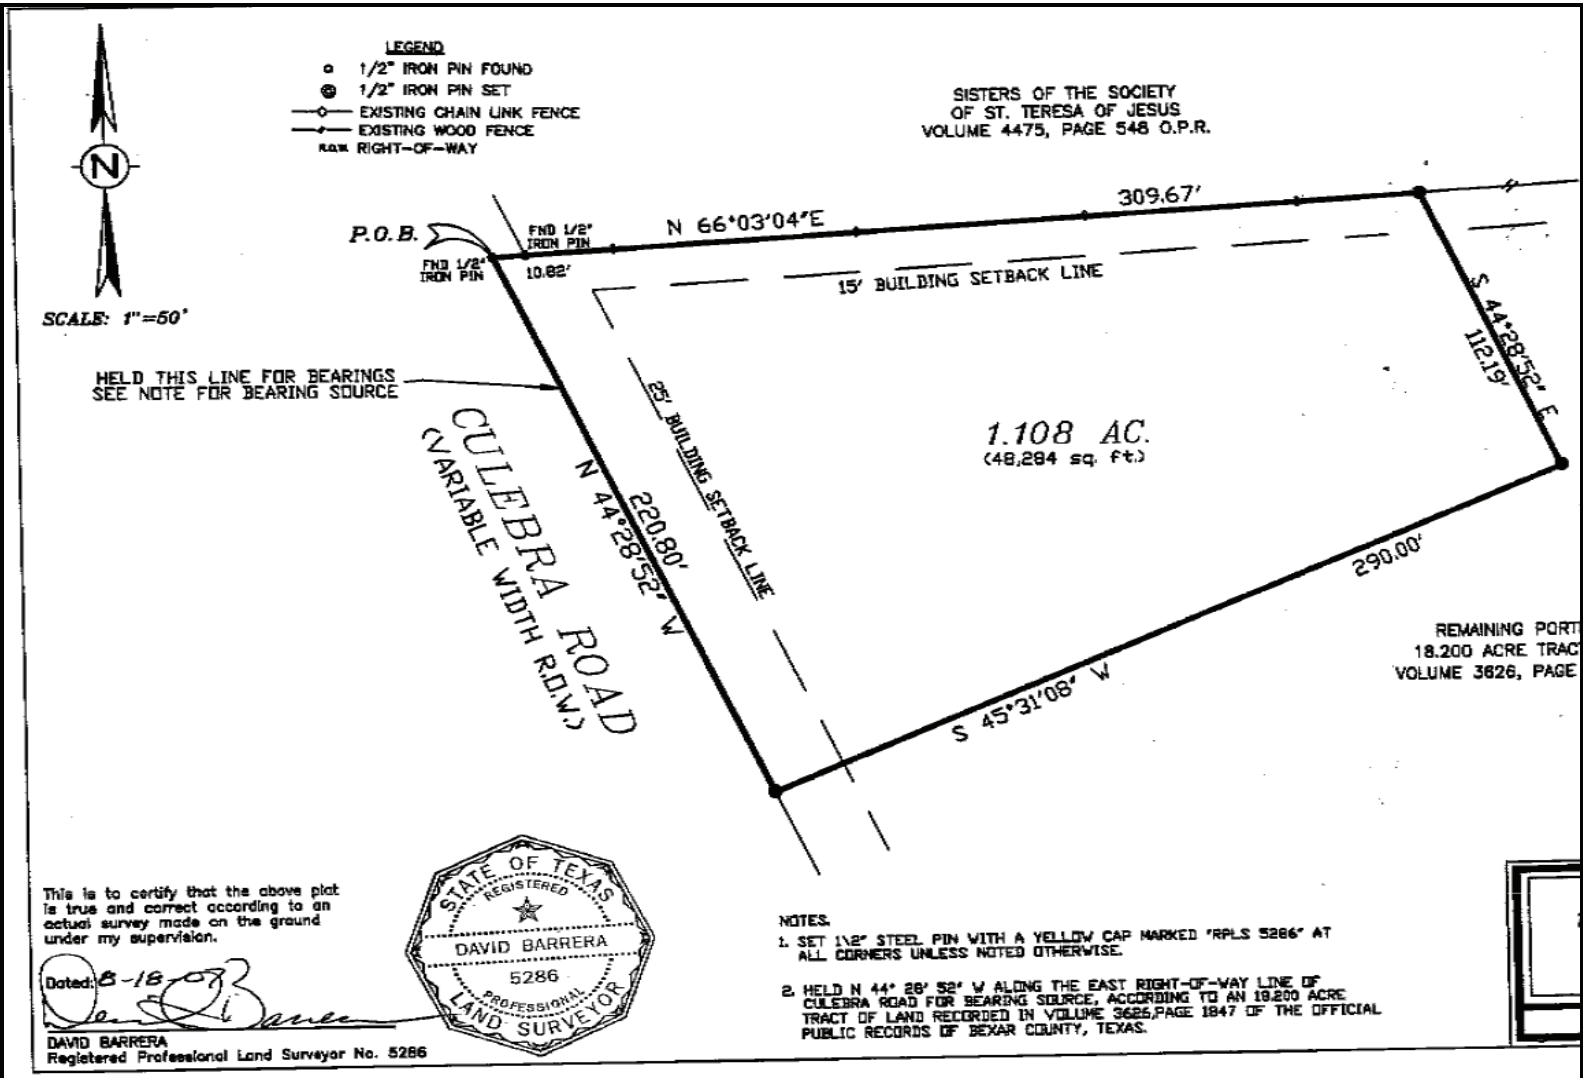 LEGEND
1/2" IRON PIN FOUND
1/2" IRON PIN SET
EXISTING CHAIN LINK FENCE
EXISTING WOOD FENCE
R.O.W. RIGHT-OF-WAY
N
SCALE: 1"=50'
SISTERS OF THE SOCIETY
OF ST. TERESA OF JESUS
VOLUME 4475, PAGE 548 O.P.R.
P.O.B.
FND 1/2"
IRON PIN
FND 1/2"
IRON PIN
10.82'
N 66°03'04"E
309.67'
15' BUILDING SETBACK LINE
S 44°28'52" E
112.19'
HELD THIS LINE FOR BEARINGS
SEE NOTE FOR BEARING SOURCE
25' BUILDING SETBACK LINE
1.108 AC.
(48,284 sq. ft.)
CULEBRA ROAD
(VARIABLE WIDTH R.O.W.)
220.80'
N 44°28'52" W
290.00'
S 45°31'08" W
REMAINING PORT
18.200 ACRE TRAC
VOLUME 3626, PAGE
This is to certify that the above plat
is true and correct according to an
actual survey made on the ground
under my supervision.
Dated: 8-18-07
DAVID BARRERA
Registered Professional Land Surveyor No. 5286
STATE OF TEXAS
REGISTERED
DAVID BARRERA
5286
PROFESSIONAL
LAND SURVEYOR
NOTES.
1. SET 1\2" STEEL PIN WITH A YELLOW CAP MARKED "RPLS 5286" AT
ALL CORNERS UNLESS NOTED OTHERWISE.
2. HELD N 44° 28' 52" W ALONG THE EAST RIGHT-OF-WAY LINE OF
CULEBRA ROAD FOR BEARING SOURCE, ACCORDING TO AN 18.200 ACRE
TRACT OF LAND RECORDED IN VOLUME 3626,PAGE 1847 OF THE OFFICIAL
PUBLIC RECORDS OF BEXAR COUNTY, TEXAS.